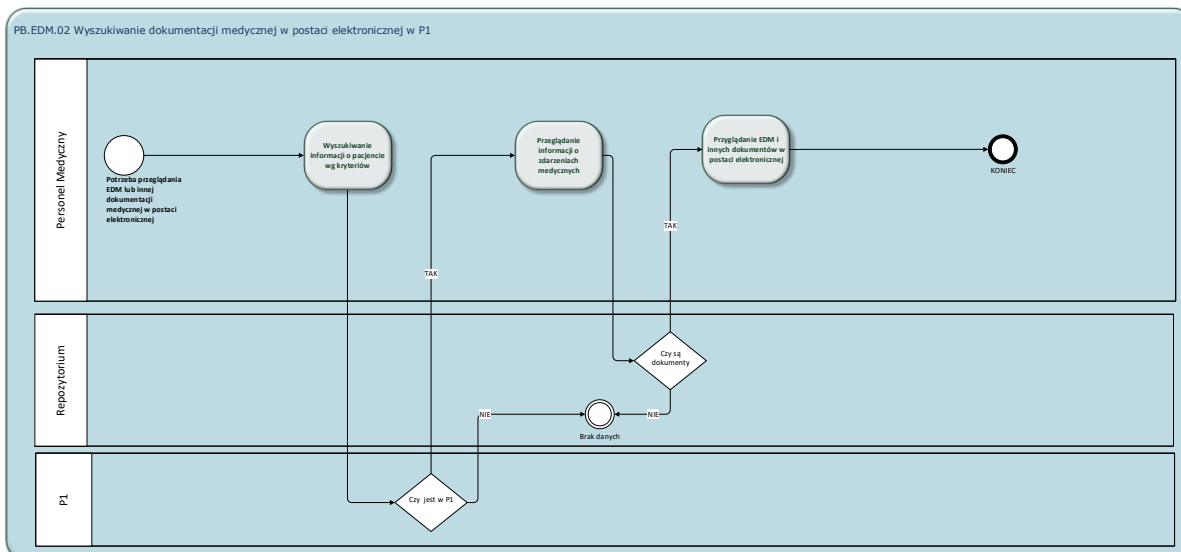 PB.EDM.02 Wyszukiwanie dokumentacji medycznej w postaci elektronicznej w P1
Personel Medyczny
Potrzeba przeglądania
EDM lub innej
dokumentacji
medycznej w postaci
elektronicznej
Wyszukiwanie
informacji o pacjencie
wg kryteriów
Przeglądanie
informacji o
zdarzeniach
medycznych
Przyglądanie EDM i
innych dokumentów w
postaci elektronicznej
KONIEC
TAK
TAK
Repozytorium
Czy są
dokumenty
NIE
NIE
Brak danych
P1
Czy jest w P1